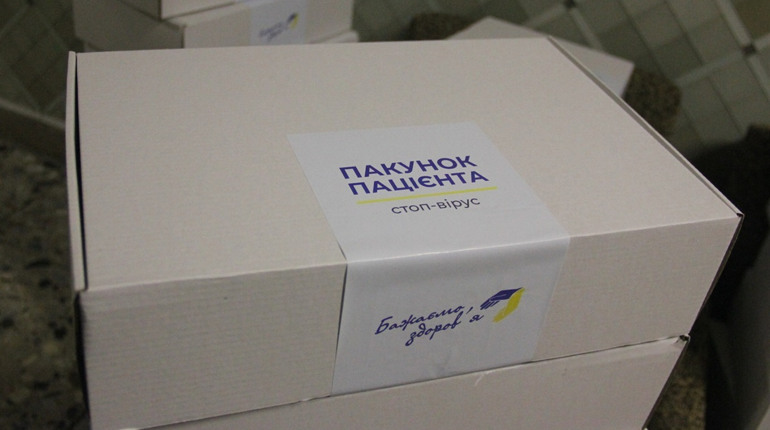 ПАКУНОК
ПАЦІЄНТА
стоп-вірус
Бажаємо
здоров'я